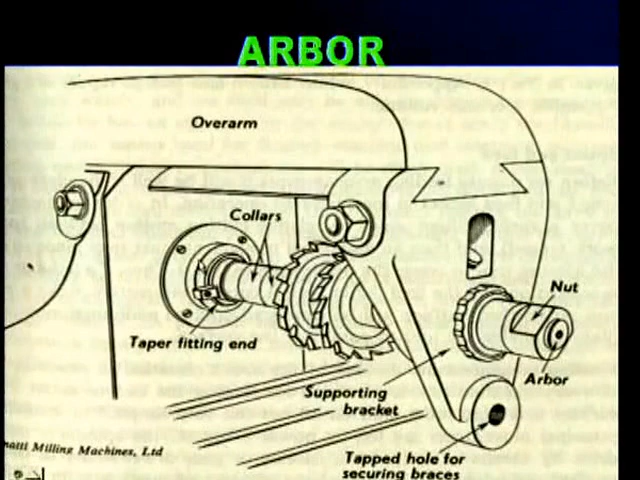 ARBOR
Overarm
Collars
Nut
Taper fitting end
Arbor
Supporting
bracket
Milling Machines, Ltd
Tapped hole for
securing braces